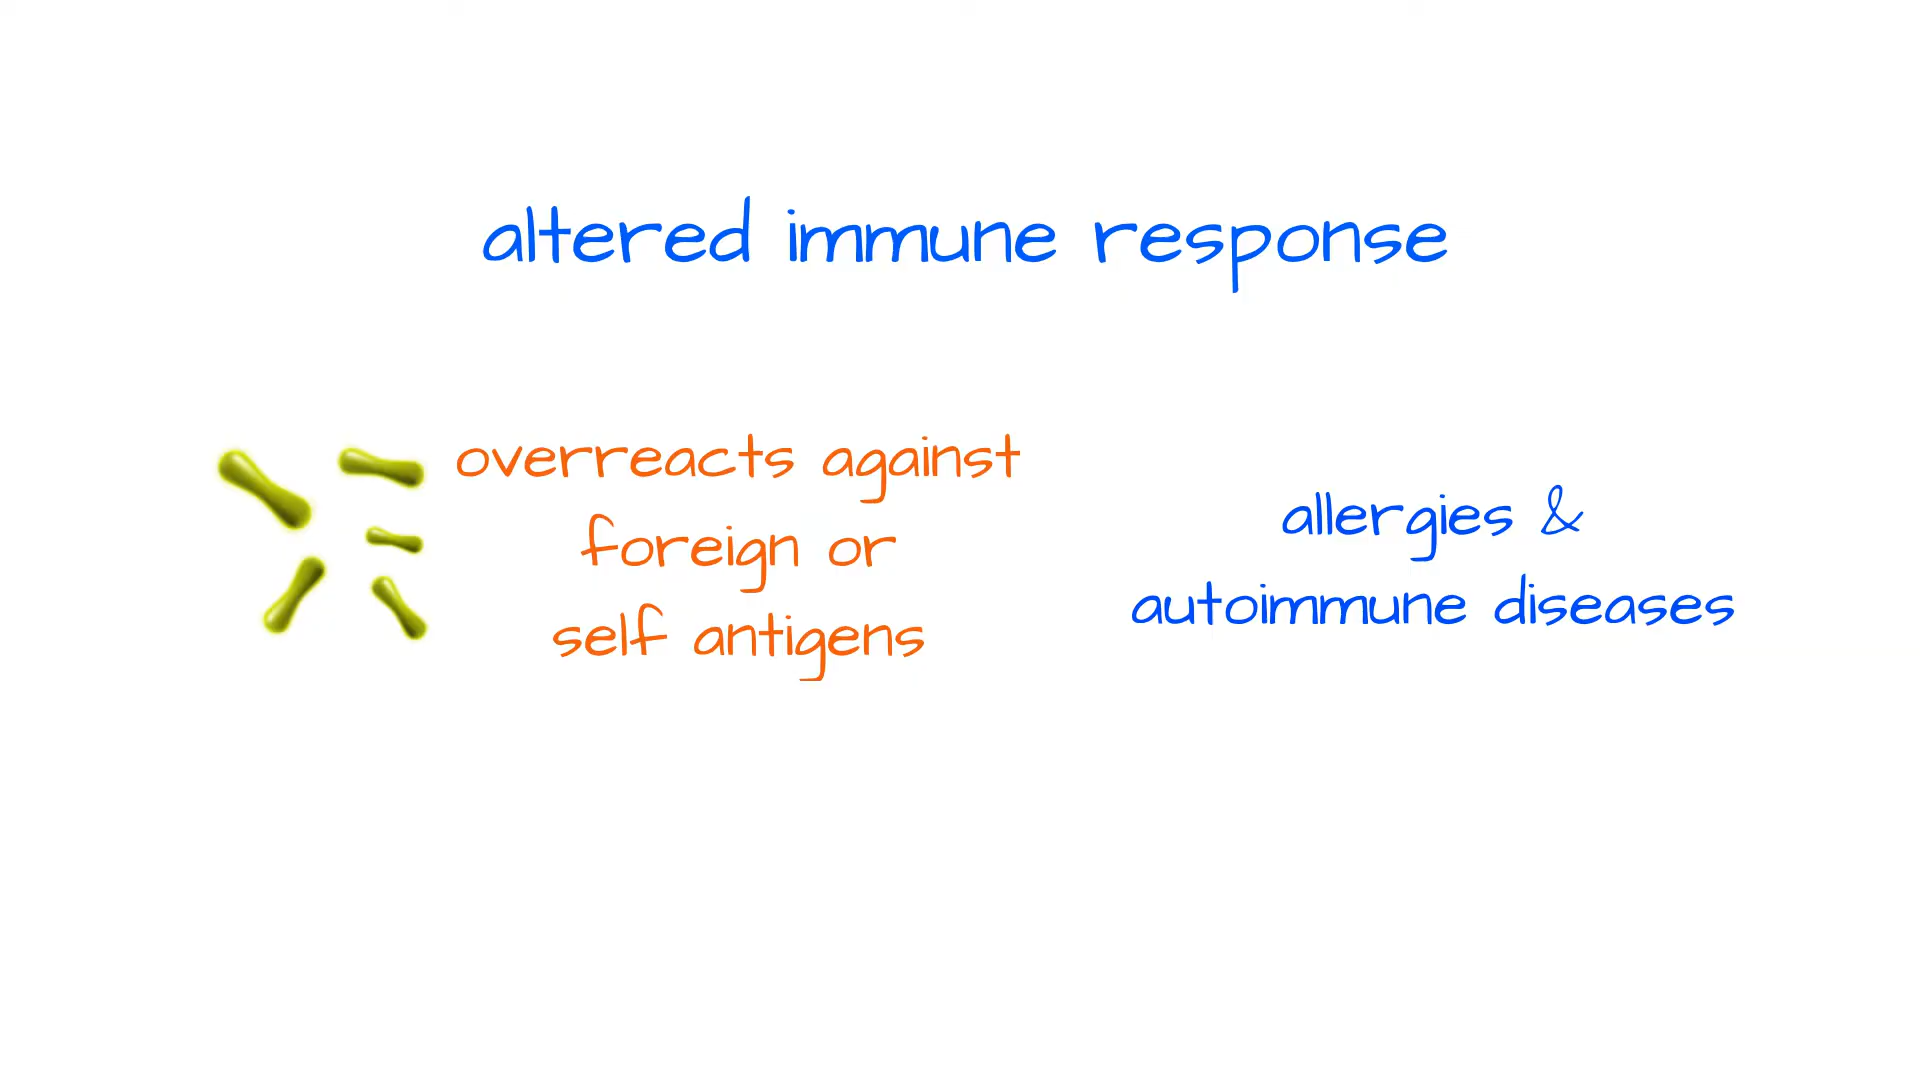 altered immune response
overreacts against
foreign or
self antigens
allergies &
autoimmune diseases